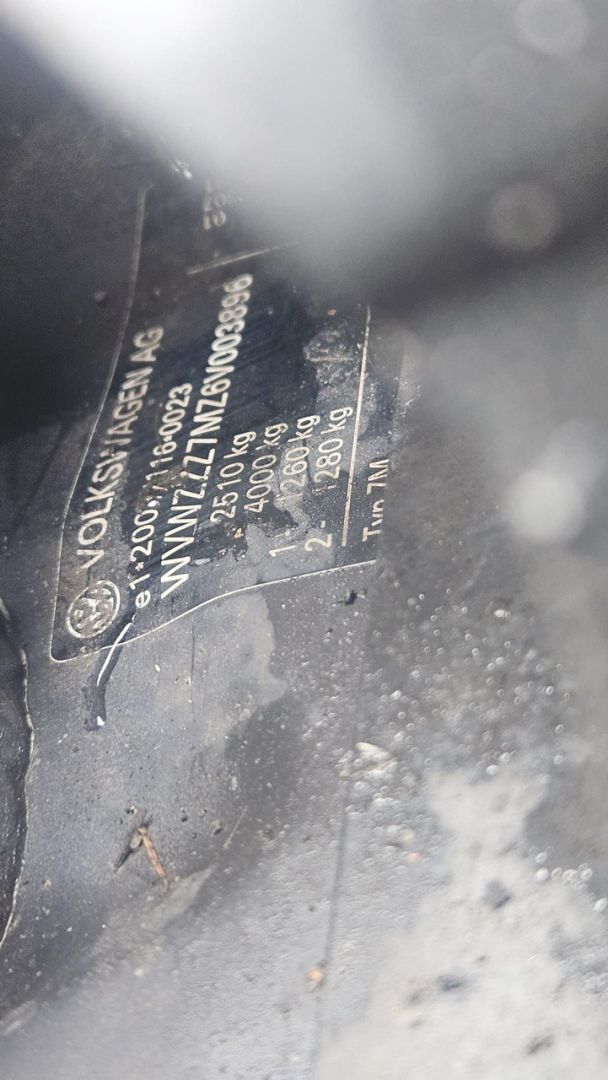 VOLKSWAGEN AG
e1*2001/116*0023
WVWZZZ7MZ6V003896
2510 kg
4000 kg
1- 1260 kg
2- 1280 kg
Typ 7M